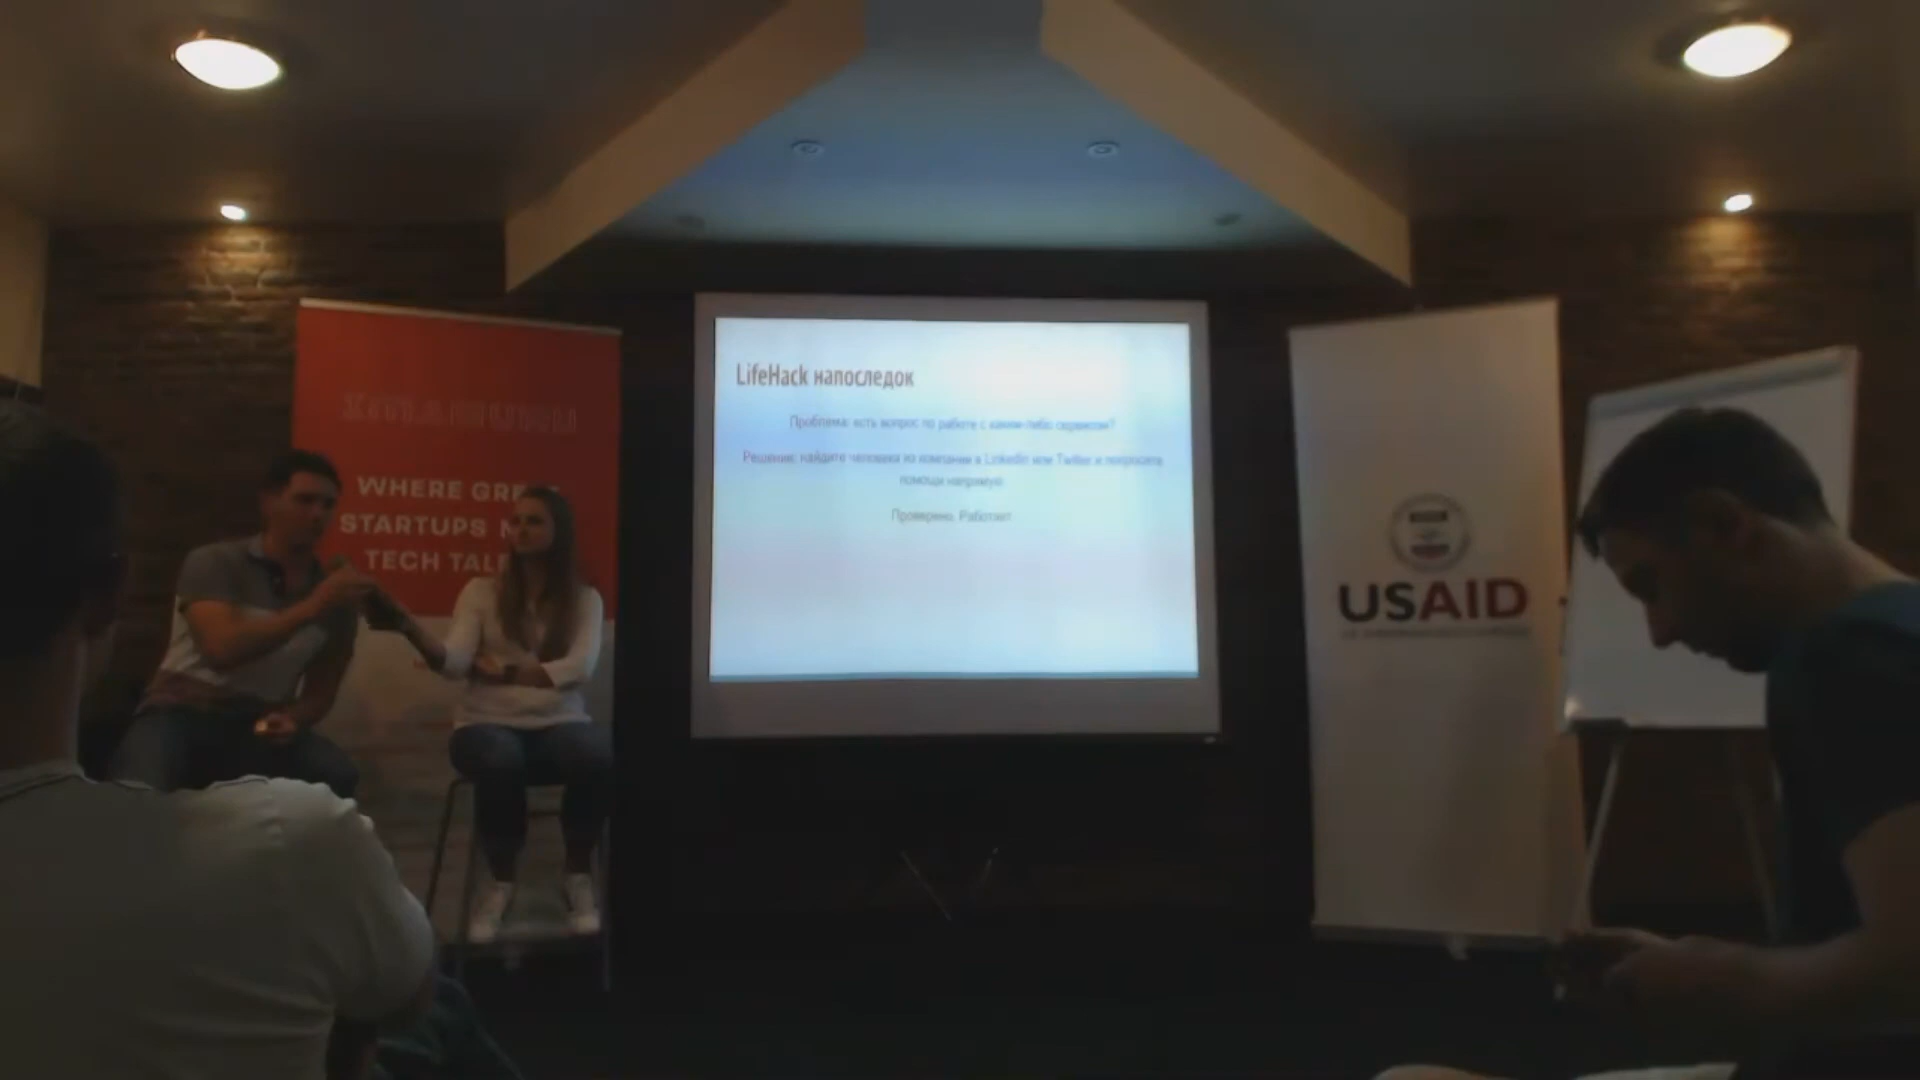 WHERE GRE
STARTUPS M
TECH TAL
LifeHack напоследок
Проблема: есть вопрос по работе с каким-либо сервисом?
Решение: найдите человека из компании в LinkedIn или Twitter и попросите
помощи напрямую
Проверено. Работает
USAID